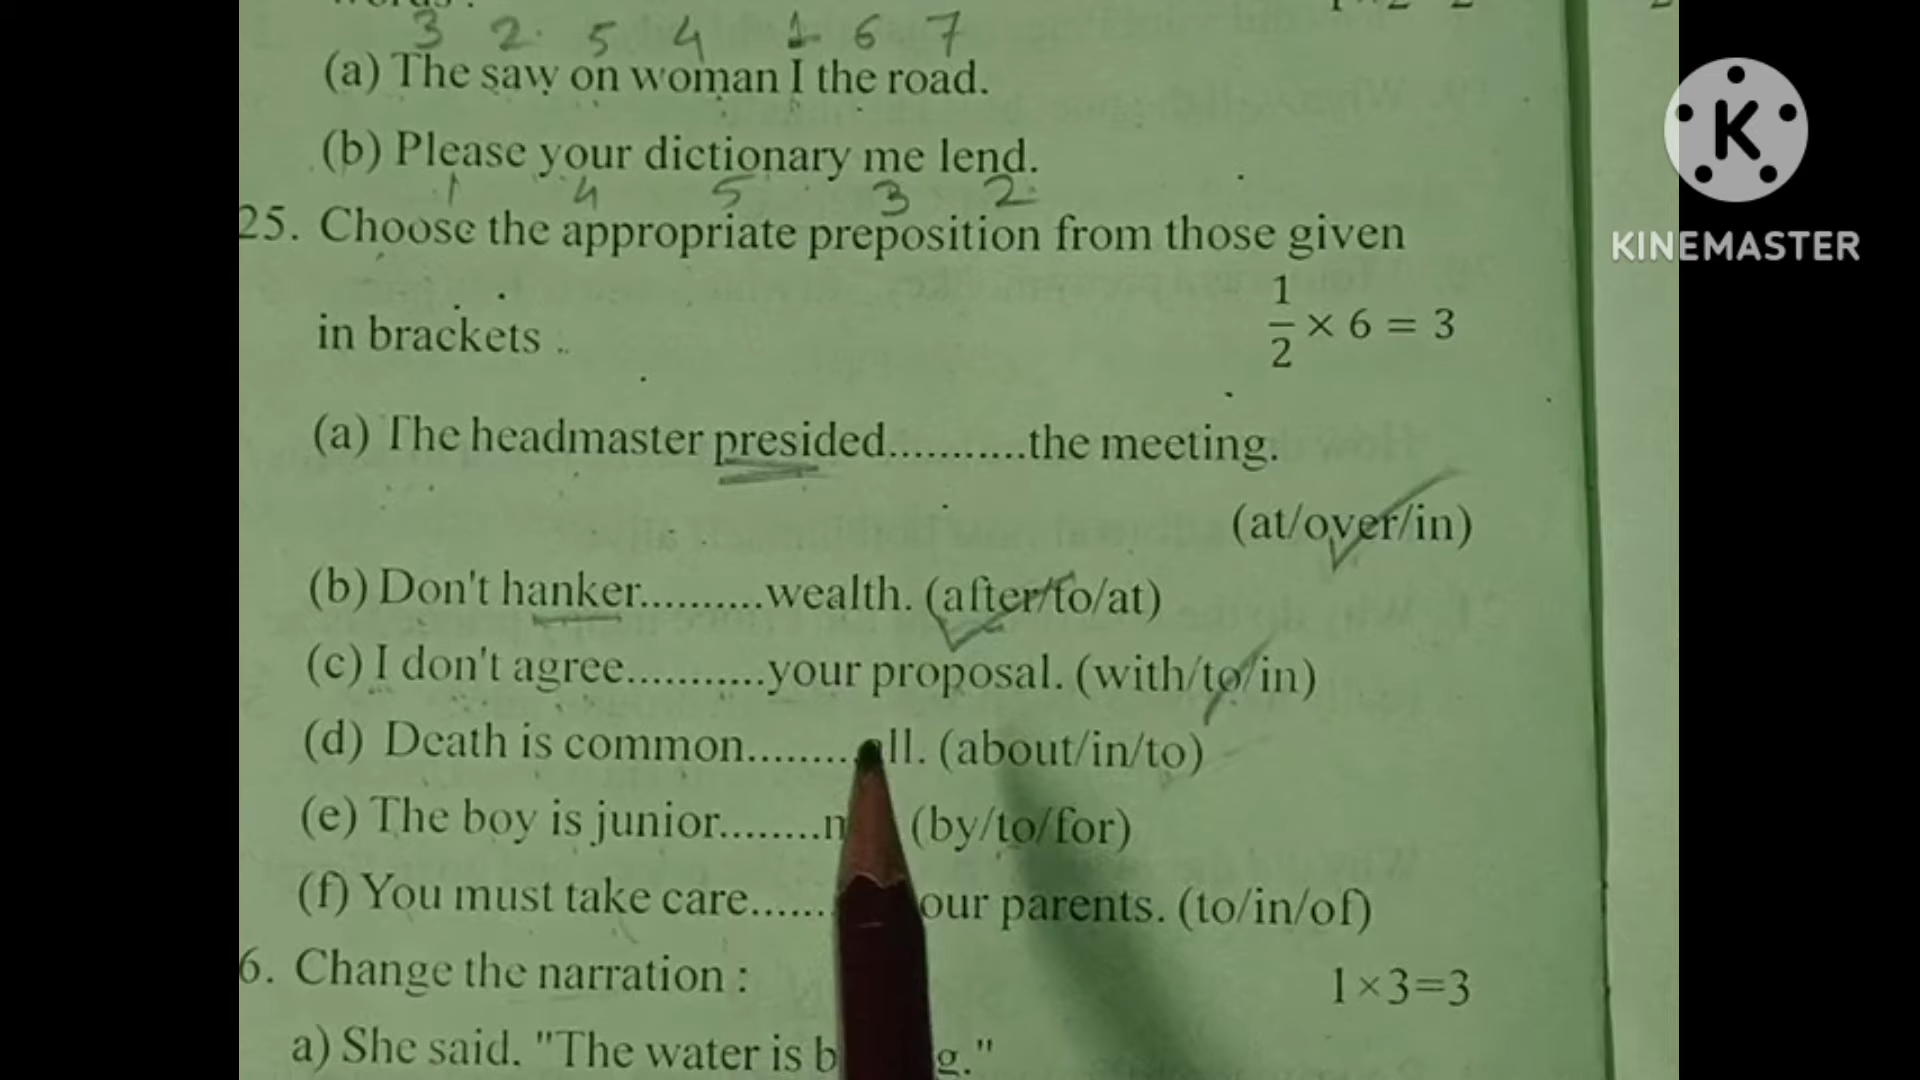 3 2. 5 4 1 6 7
(a) The saw on woman I the road.
(b) Please your dictionary me lend.
1 4 5 3 2.
25. Choose the appropriate preposition from those given
in brackets
1/2 × 6 = 3
(a) The headmaster presided...........the meeting.
(at/over/in)
(b) Don't hanker..........wealth. (after/to/at)
(c) I don't agree...........your proposal. (with/to/in)
(d) Death is common.........all. (about/in/to)
(e) The boy is junior........ (by/to/for)
(f) You must take care...... our parents. (to/in/of)
6. Change the narration :
1×3=3
a) She said. "The water is
K
KINEMASTER